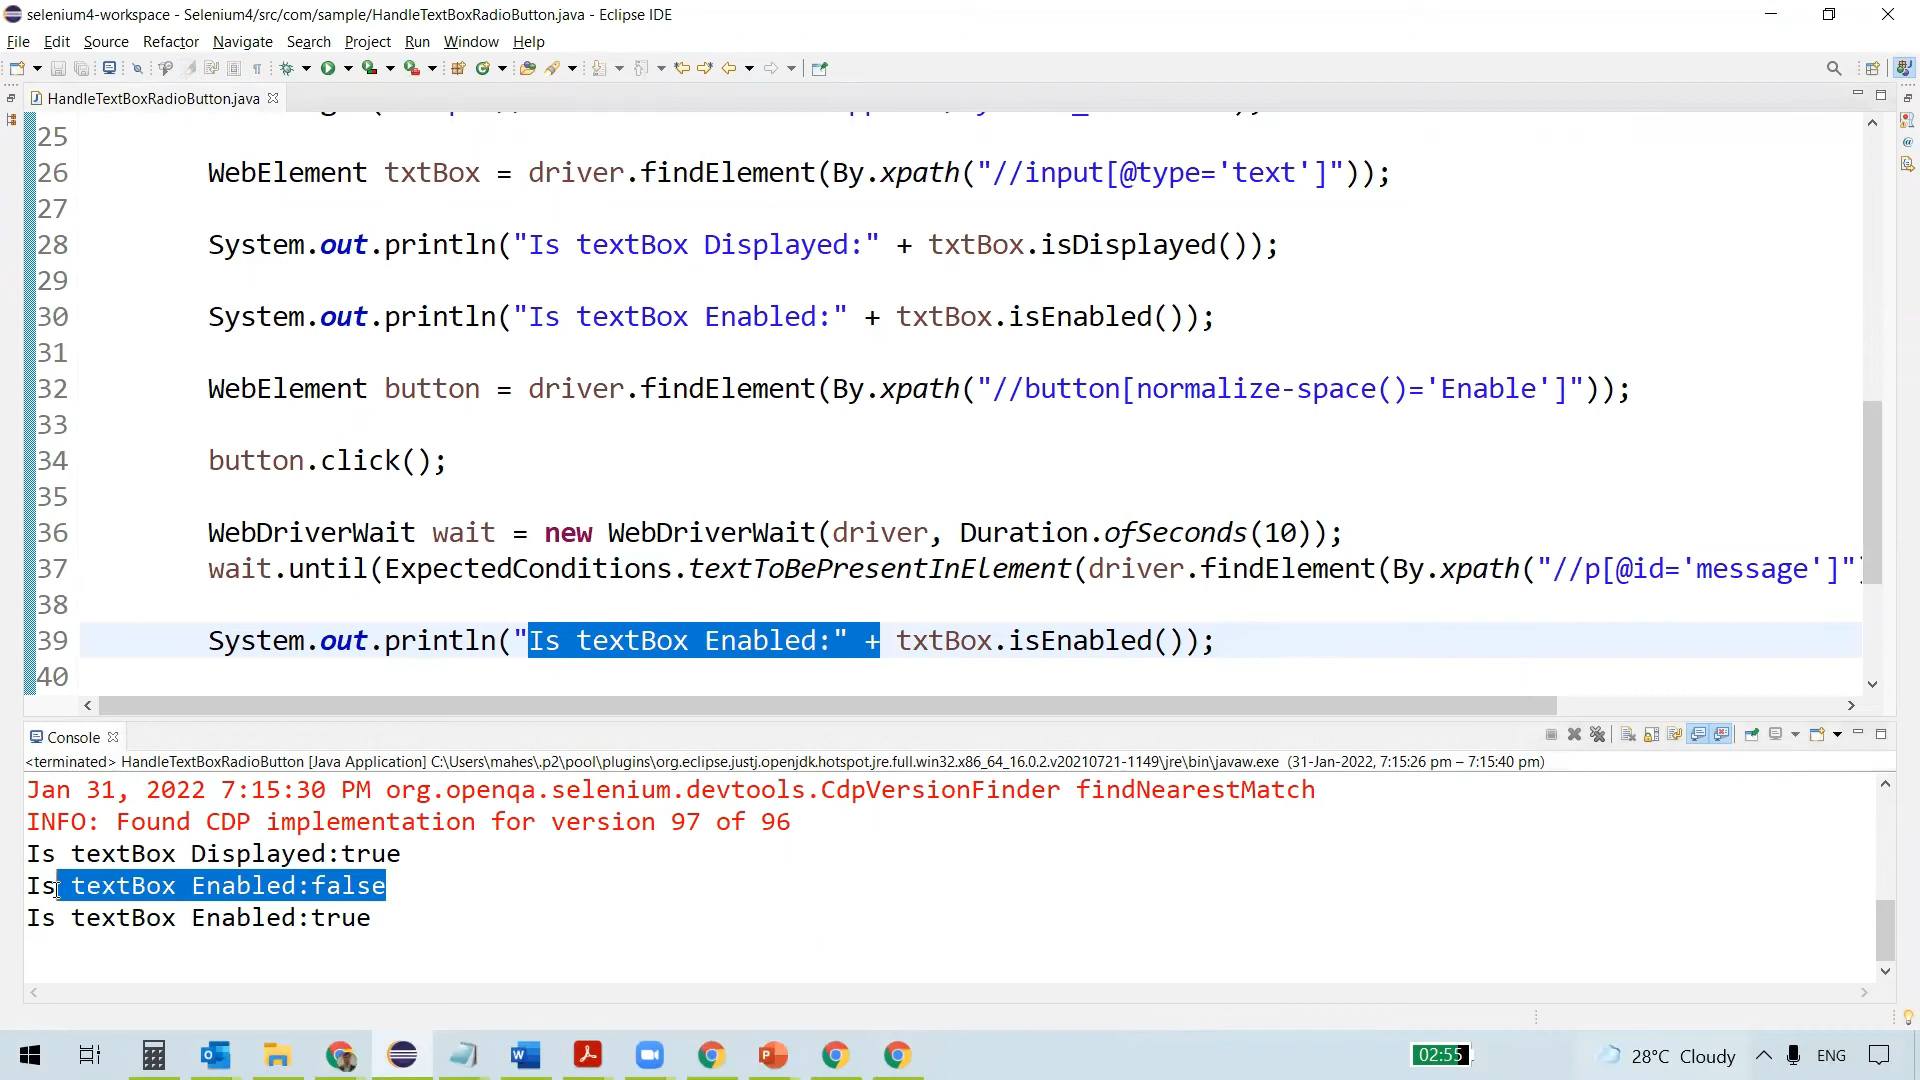 selenium4-workspace - Selenium4/src/com/sample/HandleTextBoxRadioButton.java - Eclipse IDE
File Edit Source Refactor Navigate Search Project Run Window Help
HandleTextBoxRadioButton.java
25
26 WebElement txtBox = driver.findElement(By.xpath("//input[@type='text']"));
27
28 System.out.println("Is textBox Displayed:" + txtBox.isDisplayed());
29
30 System.out.println("Is textBox Enabled:" + txtBox.isEnabled());
31
32 WebElement button = driver.findElement(By.xpath("//button[normalize-space()='Enable']"));
33
34 button.click();
35
36 WebDriverWait wait = new WebDriverWait(driver, Duration.ofSeconds(10));
37 wait.until(ExpectedConditions.textToBePresentInElement(driver.findElement(By.xpath("//p[@id='message']")
38
39 System.out.println("Is textBox Enabled:" + txtBox.isEnabled());
40
Console
<terminated> HandleTextBoxRadioButton [Java Application] C:\Users\mahes\.p2\pool\plugins\org.eclipse.justj.openjdk.hotspot.jre.full.win32.x86_64_16.0.2.v20210721-1149\jre\bin\javaw.exe (31-Jan-2022, 7:15:26 pm – 7:15:40 pm)
Jan 31, 2022 7:15:30 PM org.openqa.selenium.devtools.CdpVersionFinder findNearestMatch
INFO: Found CDP implementation for version 97 of 96
Is textBox Displayed:true
Is textBox Enabled:false
Is textBox Enabled:true
02:55 28°C Cloudy ENG